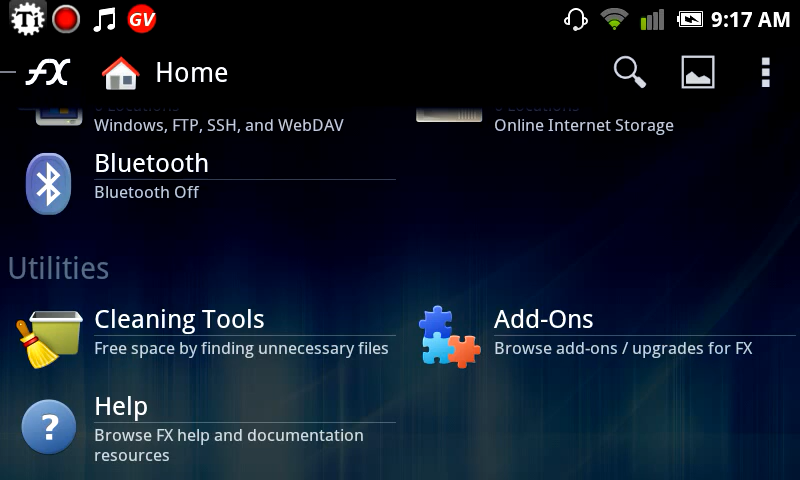 GV
9:17 AM
FX
Home
Windows, FTP, SSH, and WebDAV
Online Internet Storage
Bluetooth
Bluetooth Off
Utilities
Cleaning Tools
Free space by finding unnecessary files
Add-Ons
Browse add-ons / upgrades for FX
?
Help
Browse FX help and documentation
resources